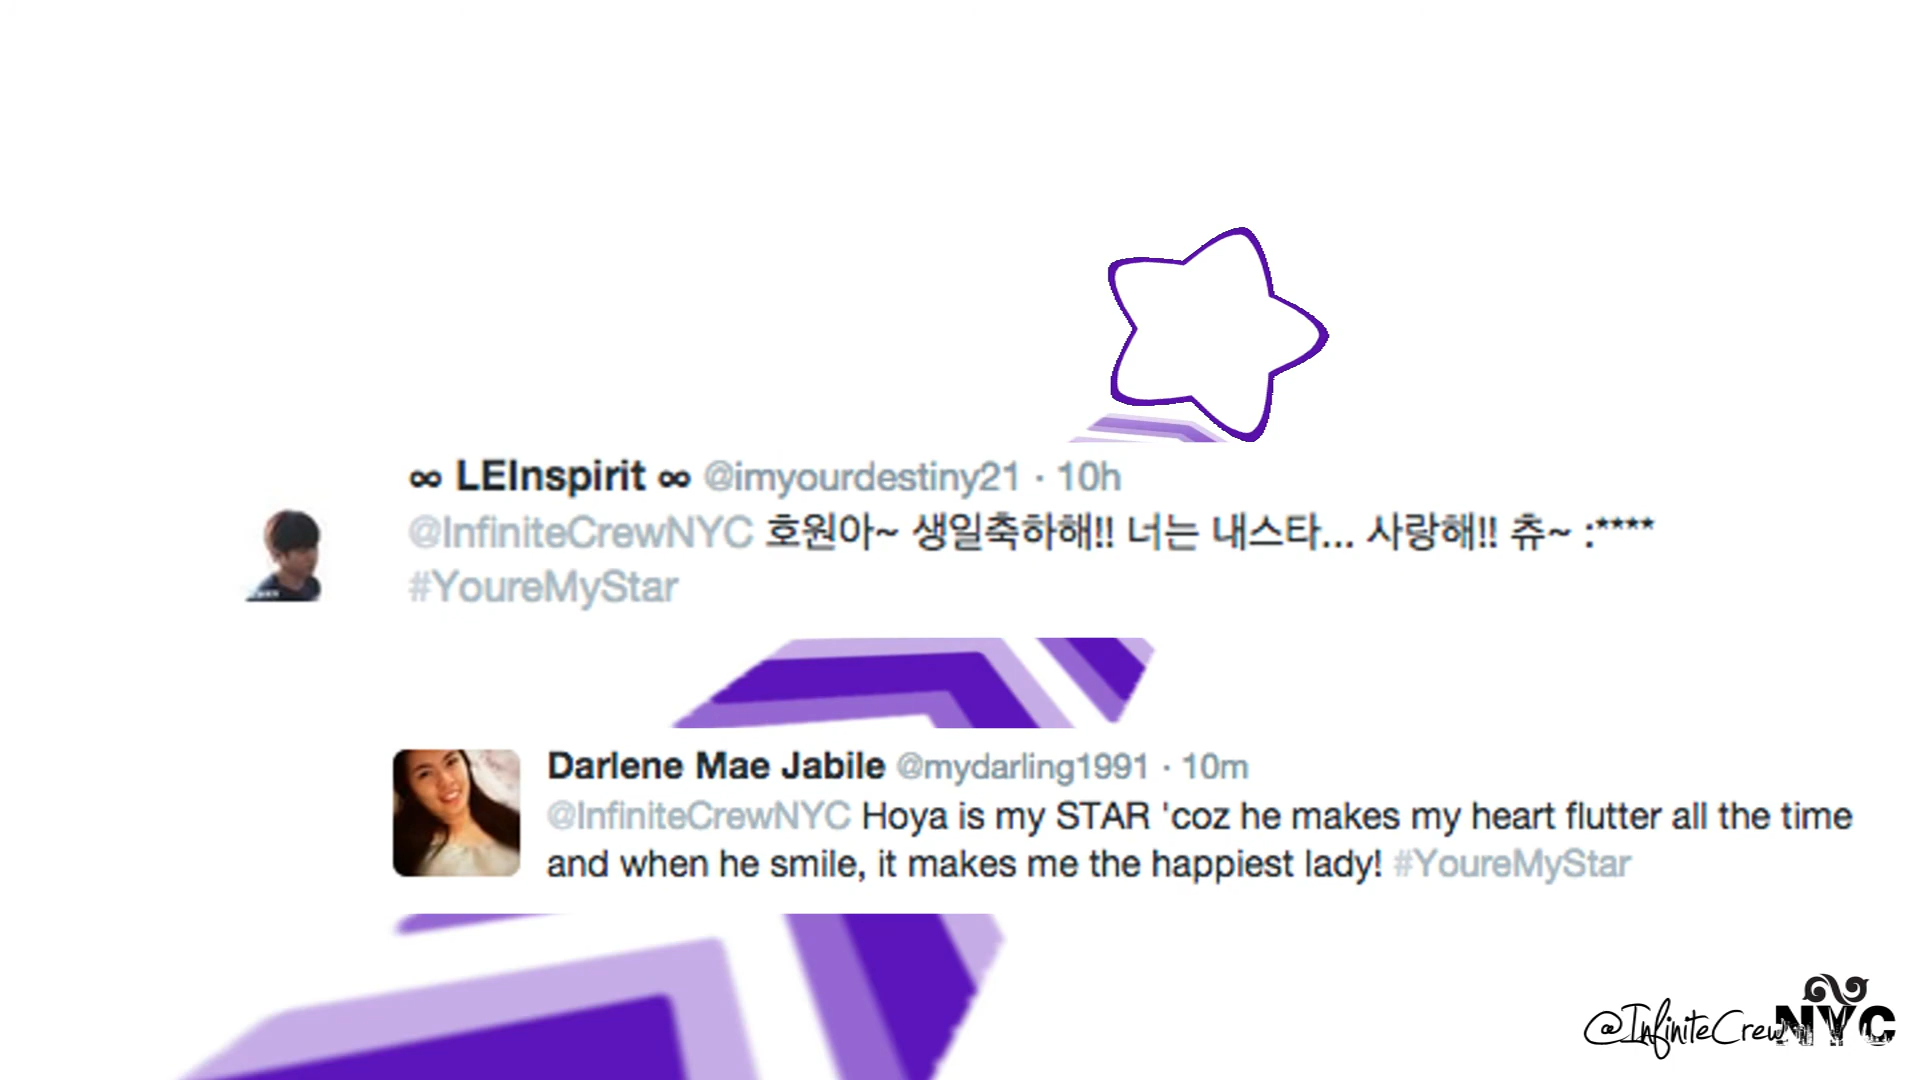 ∞ LEInspirit ∞ @imyourdestiny21 · 10h
@InfiniteCrewNYC 호원아~ 생일축하해!! 너는 내스타... 사랑해!! 츄~ :****
#YoureMyStar
Darlene Mae Jabile @mydarling1991 · 10m
@InfiniteCrewNYC Hoya is my STAR 'coz he makes my heart flutter all the time
and when he smile, it makes me the happiest lady! #YoureMyStar
@InfiniteCrew NYC